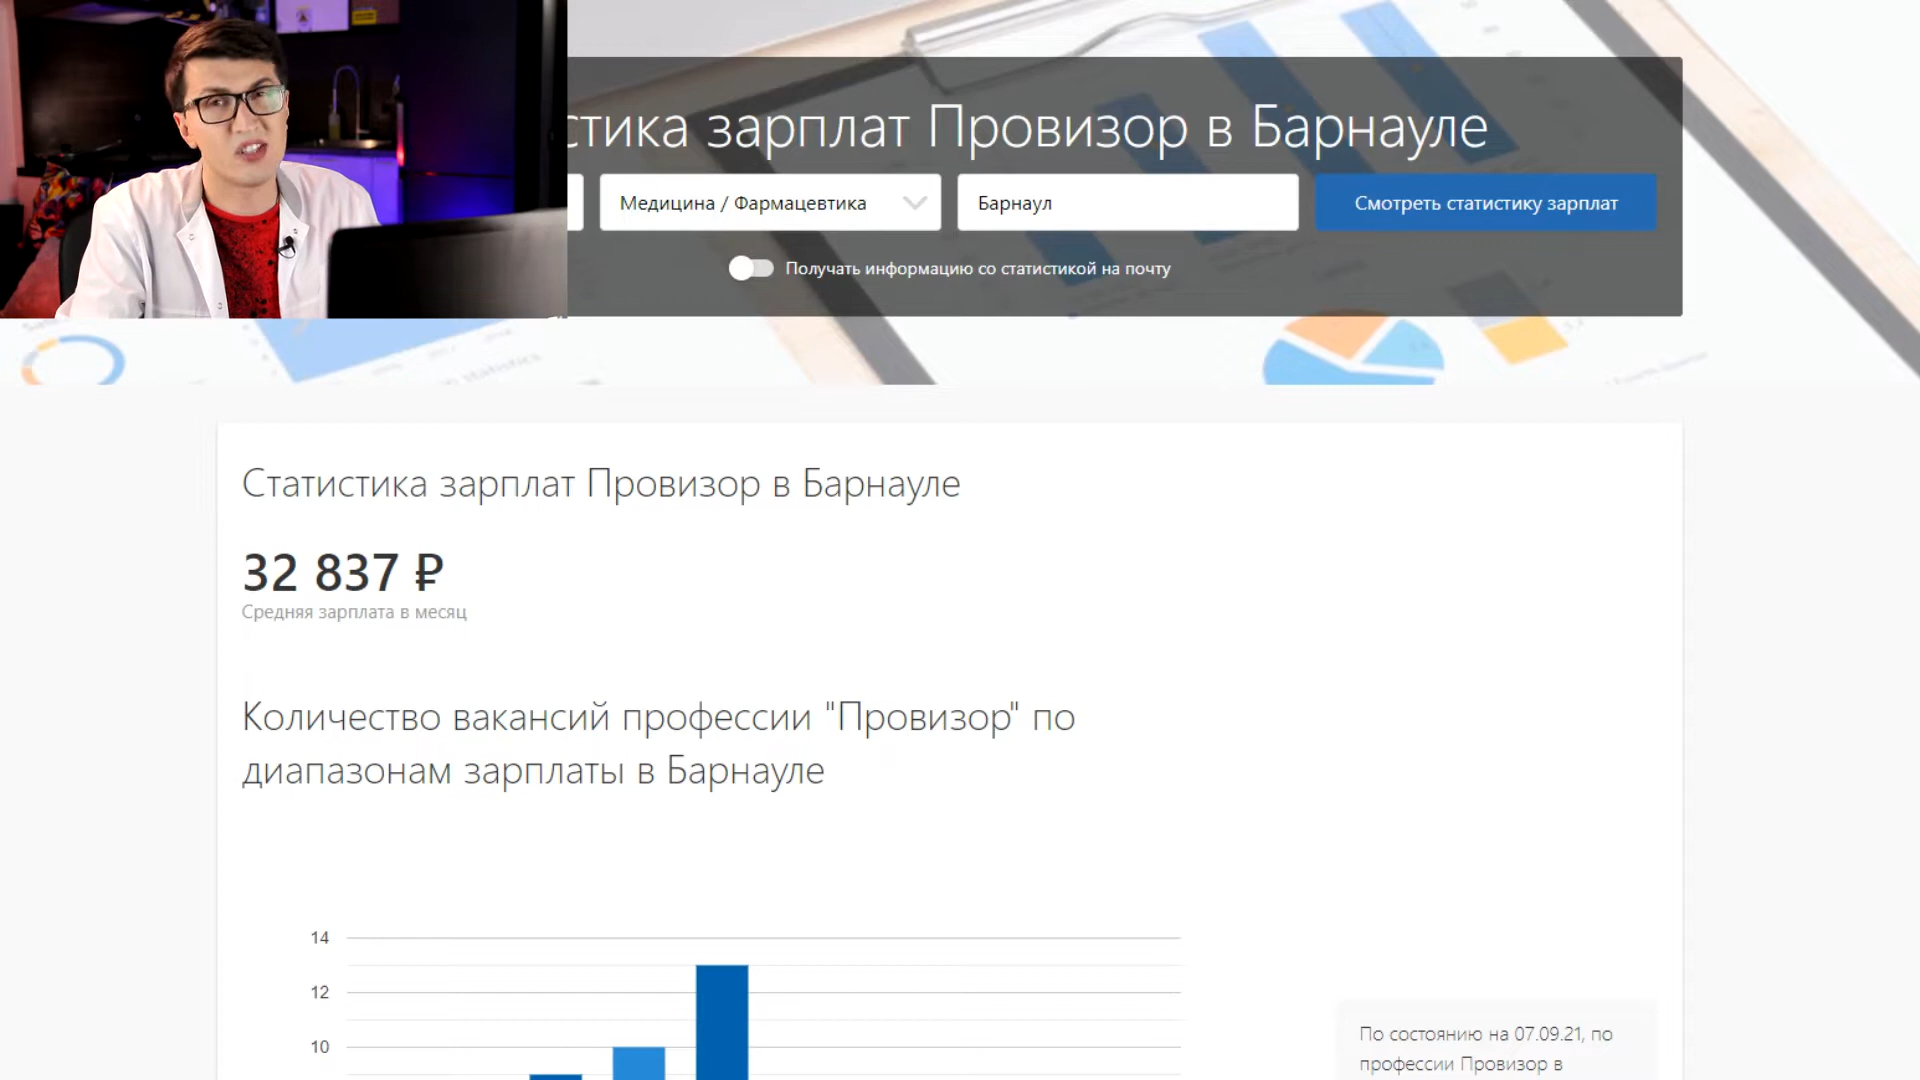 стика зарплат Провизор в Барнауле
Медицина / Фармацевтика
Барнаул
Смотреть статистику зарплат
Получать информацию со статистикой на почту
Статистика зарплат Провизор в Барнауле
32 837 ₽
Средняя зарплата в месяц
Количество вакансий профессии "Провизор" по
диапазонам зарплаты в Барнауле
14
12
10
По состоянию на 07.09.21, по
профессии Провизор в